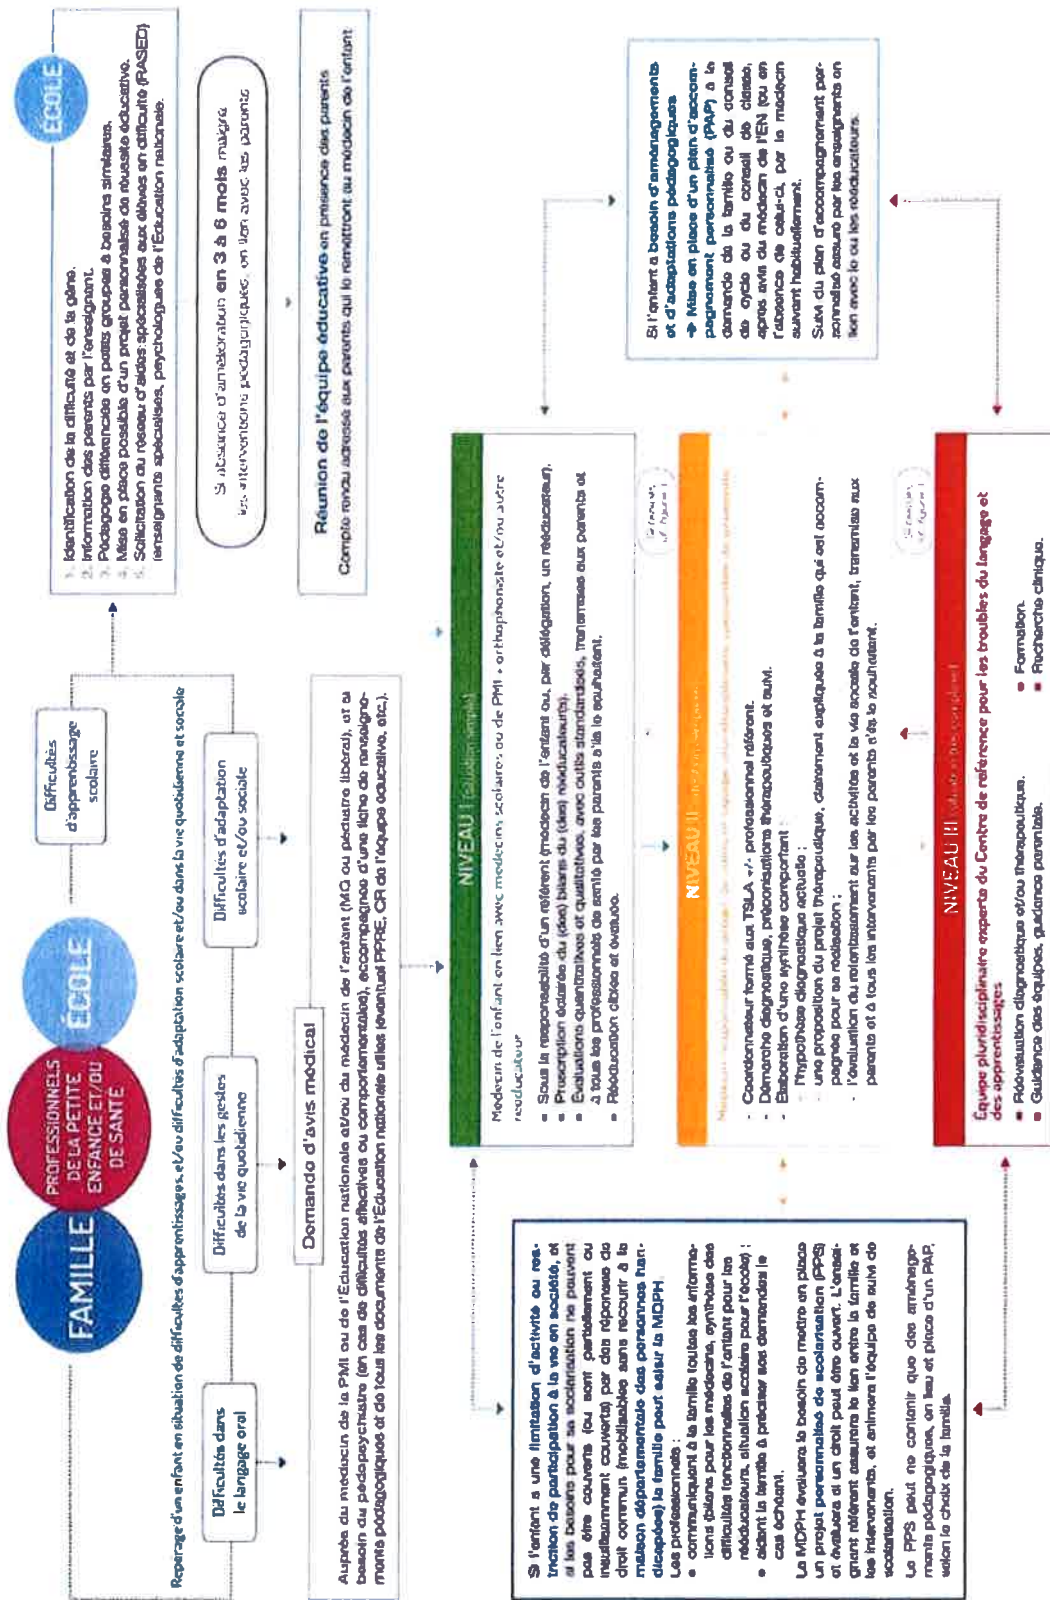 FAMILLE
PROFESSIONNELS
DE LA PETITE
ENFANCE ET/OU
DE SANTÉ
ÉCOLE
Repérage d'un enfant en situation de difficultés d'apprentissages, et/ou difficultés d'adaptation scolaire et/ou dans la vie quotidienne et sociale
Difficultés dans
le langage oral
Difficultés dans les gestes
de la vie quotidienne
Difficultés d'adaptation
scolaire et/ou sociale
Difficultés
d'apprentissage
scolaire
ÉCOLE
1. Identification de la difficulté et de la gêne.
2. Information des parents par l'enseignant.
3. Pédagogie différenciée en petits groupes à besoins similaires.
4. Mise en place possible d'un projet personnalisé de réussite éducative.
5. Sollicitation du réseau d'aides spécialisées aux élèves en difficulté (RASED)
(enseignants spécialisés, psychologues de l'Éducation nationale.
Si absence d'amélioration en 3 à 6 mois malgré
les interventions pédagogiques, en lien avec les parents
Réunion de l'équipe éducative en présence des parents
Compte rendu adressé aux parents qui le remettront au médecin de l'enfant
Demande d'avis médical
Auprès du médecin de la PMI ou de l'Éducation nationale et/ou du médecin de l'enfant (MG ou pédiatre libéral), et si
besoin du pédopsychiatre (en cas de difficultés affectives ou comportementales), accompagnée d'une fiche de renseigne-
ments pédagogiques et de tous les documents de l'Éducation nationale utiles (éventuel PPRE, CR de l'équipe éducative, etc.).
NIVEAU I (situation simple)
Médecin de l'enfant en lien avec médecins scolaires ou de PMI + orthophoniste et/ou autre
rééducateur
• Sous la responsabilité d'un référent (médecin de l'enfant ou, par délégation, un rééducateur).
• Prescription éclairée du (des) bilans du (des) rééducateur(s).
• Évaluations quantitatives et qualitatives, avec outils standardisés, transmises aux parents et
à tous les professionnels de santé par les parents s'ils le souhaitent.
• Rééducation ciblée et évaluée.
NIVEAU II
- Coordonnateur formé aux TSLA +/- professionnel référent.
- Démarche diagnostique, préconisations thérapeutiques et suivi.
- Élaboration d'une synthèse comportant :
- l'hypothèse diagnostique actuelle ;
- une proposition du projet thérapeutique, clairement expliquée à la famille qui est accom-
pagnée pour sa réalisation ;
- l'évaluation du retentissement sur les activités et la vie sociale de l'enfant, transmise aux
parents et à tous les intervenants par les parents s'ils le souhaitent.
NIVEAU III
Équipe pluridisciplinaire experte du Centre de référence pour les troubles du langage et
des apprentissages
• Réévaluation diagnostique et/ou thérapeutique.
• Guidance des équipes, guidance parentale.
• Formation.
• Recherche clinique.
Si l'enfant a une limitation d'activité ou res-
triction de participation à la vie en société, et
si les besoins pour sa scolarisation ne peuvent
pas être couverts (ou sont partiellement ou
insuffisamment couverts) par des réponses de
droit commun (mobilisables sans recourir à la
maison départementale des personnes han-
dicapées) la famille peut saisir la MDPH.
Les professionnels :
• communiquent à la famille toutes les informa-
tions (bilans pour les médecins, synthèse des
difficultés fonctionnelles de l'enfant pour les
rééducateurs, situation scolaire pour l'école) ;
• aident la famille à préciser ses demandes le
cas échéant.
La MDPH évaluera le besoin de mettre en place
un projet personnalisé de scolarisation (PPS)
et évaluera si un droit peut être ouvert. L'ensei-
gnant référent assurera le lien entre la famille et
les intervenants, et animera l'équipe de suivi de
scolarisation.
Le PPS peut ne contenir que des aménage-
ments pédagogiques, en lieu et place d'un PAP,
selon le choix de la famille.
Si l'enfant a besoin d'aménagements
et d'adaptations pédagogiques
→ Mise en place d'un plan d'accom-
pagnement personnalisé (PAP) à la
demande de la famille ou du conseil
de cycle ou du conseil de classe,
après avis du médecin de l'EN (ou en
l'absence de celui-ci, par le médecin
suivant habituellement.
Suivi du plan d'accompagnement per-
sonnalisé assuré par les enseignants en
lien avec le ou les rééducateurs.